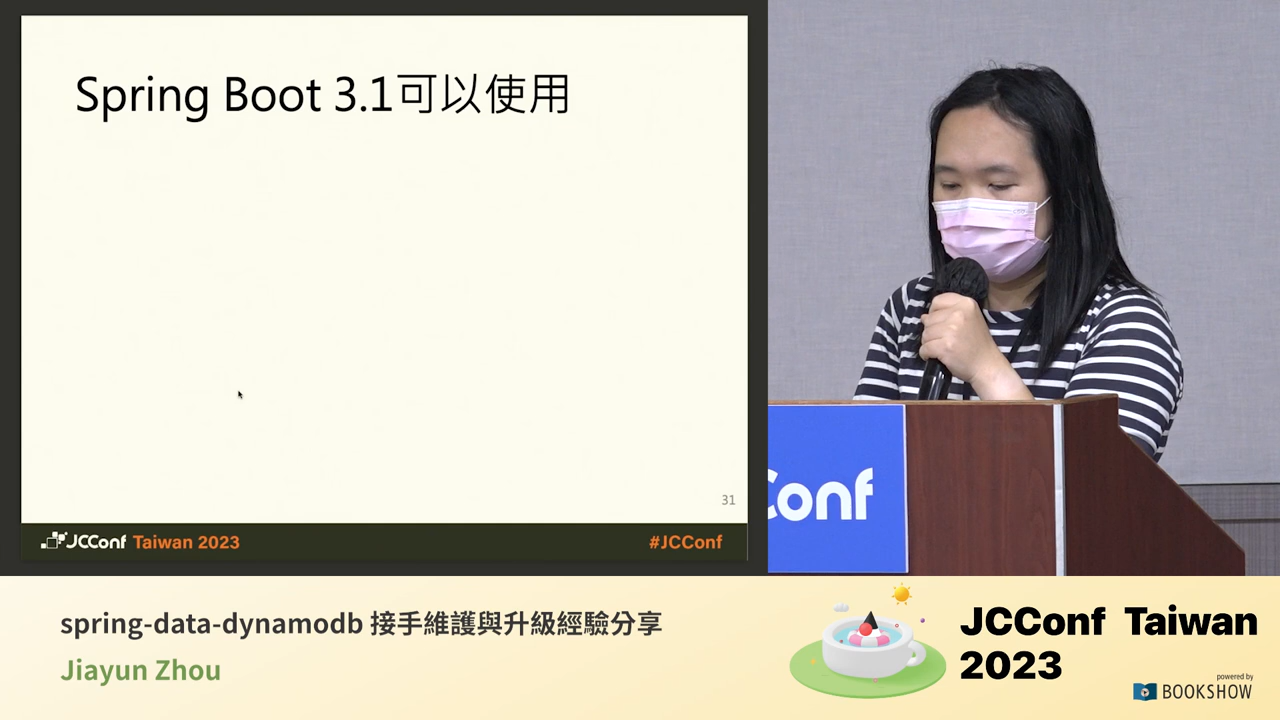 Spring Boot 3.1可以使用
31
JCConf Taiwan 2023
#JCConf
Conf
spring-data-dynamodb 接手維護與升級經驗分享
Jiayun Zhou
JCConf Taiwan
2023
powered by
BOOKSHOW